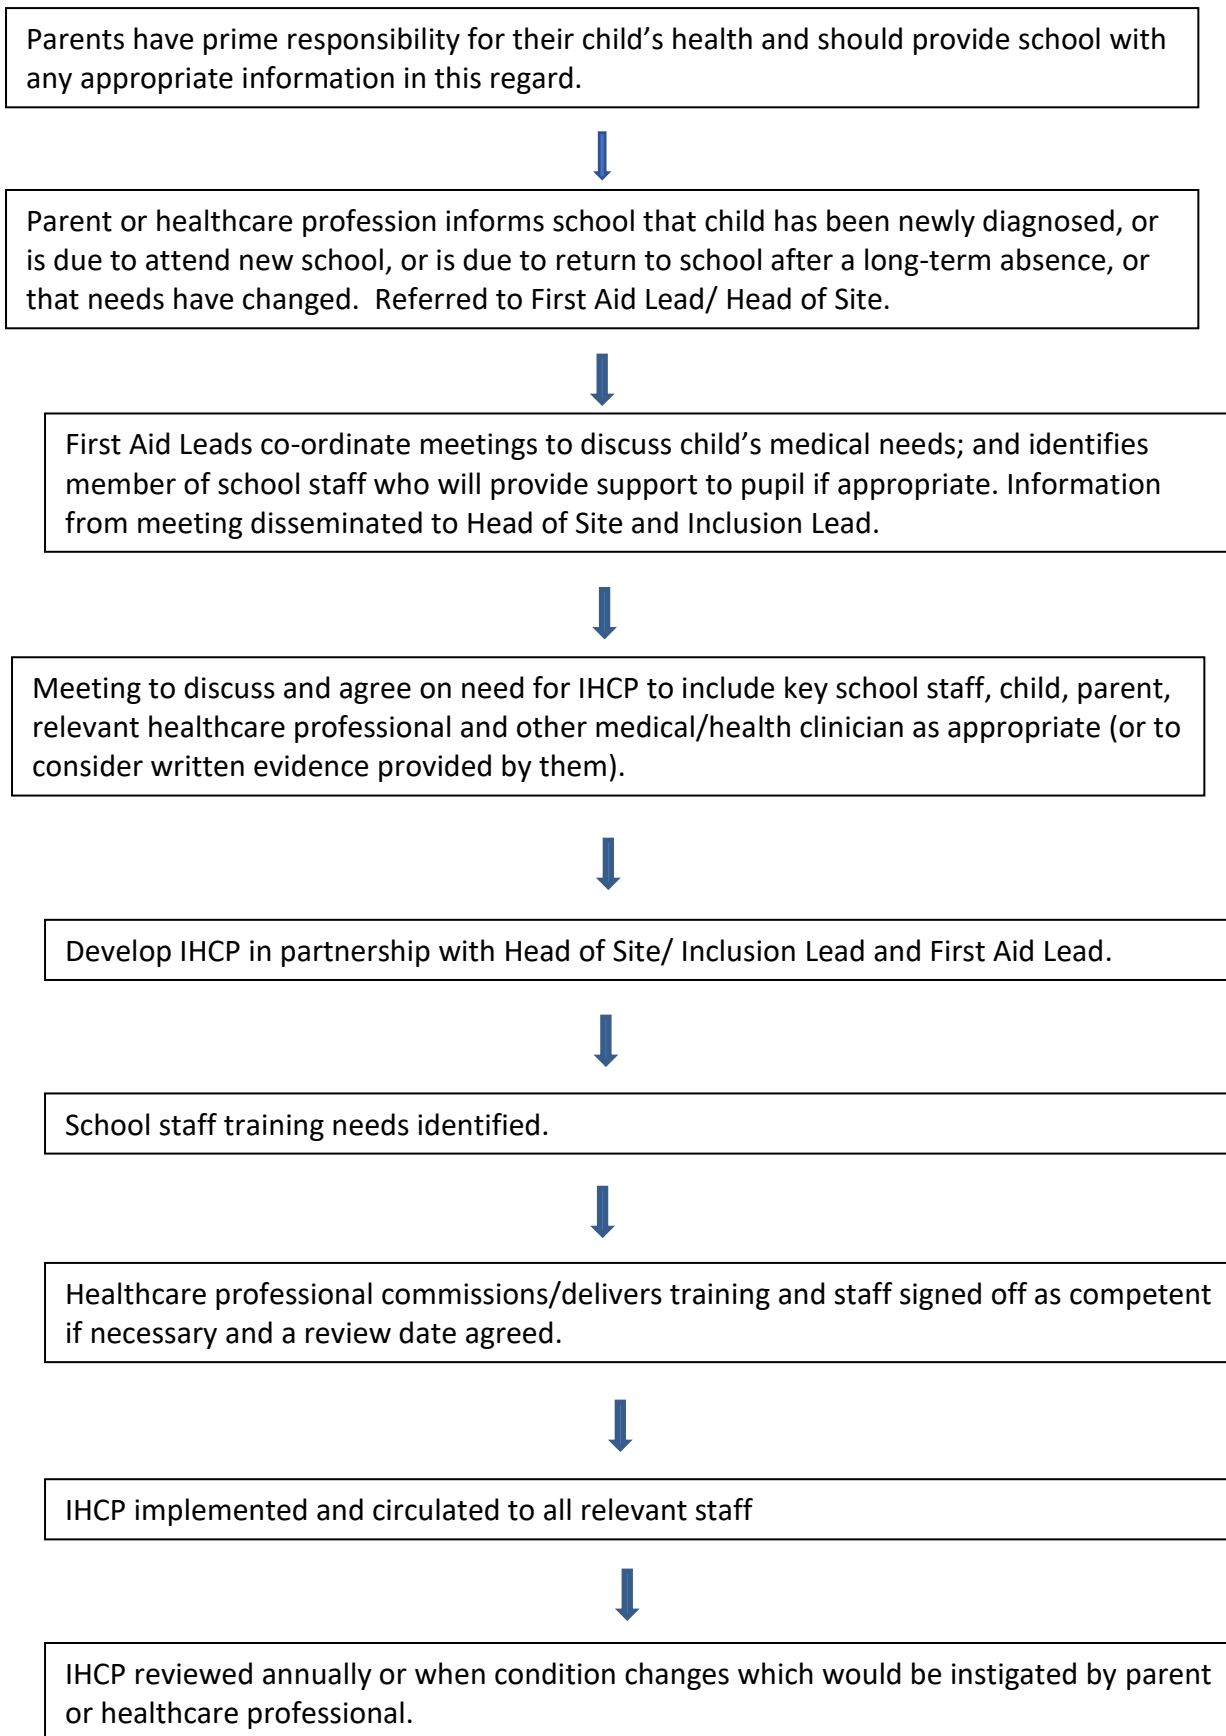 Parents have prime responsibility for their child’s health and should provide school with
any appropriate information in this regard.
Parent or healthcare profession informs school that child has been newly diagnosed, or
is due to attend new school, or is due to return to school after a long-term absence, or
that needs have changed.  Referred to First Aid Lead/ Head of Site.
First Aid Leads co-ordinate meetings to discuss child’s medical needs; and identifies
member of school staff who will provide support to pupil if appropriate. Information
from meeting disseminated to Head of Site and Inclusion Lead.
Meeting to discuss and agree on need for IHCP to include key school staff, child, parent,
relevant healthcare professional and other medical/health clinician as appropriate (or to
consider written evidence provided by them).
Develop IHCP in partnership with Head of Site/ Inclusion Lead and First Aid Lead.
School staff training needs identified.
Healthcare professional commissions/delivers training and staff signed off as competent
if necessary and a review date agreed.
IHCP implemented and circulated to all relevant staff
IHCP reviewed annually or when condition changes which would be instigated by parent
or healthcare professional.